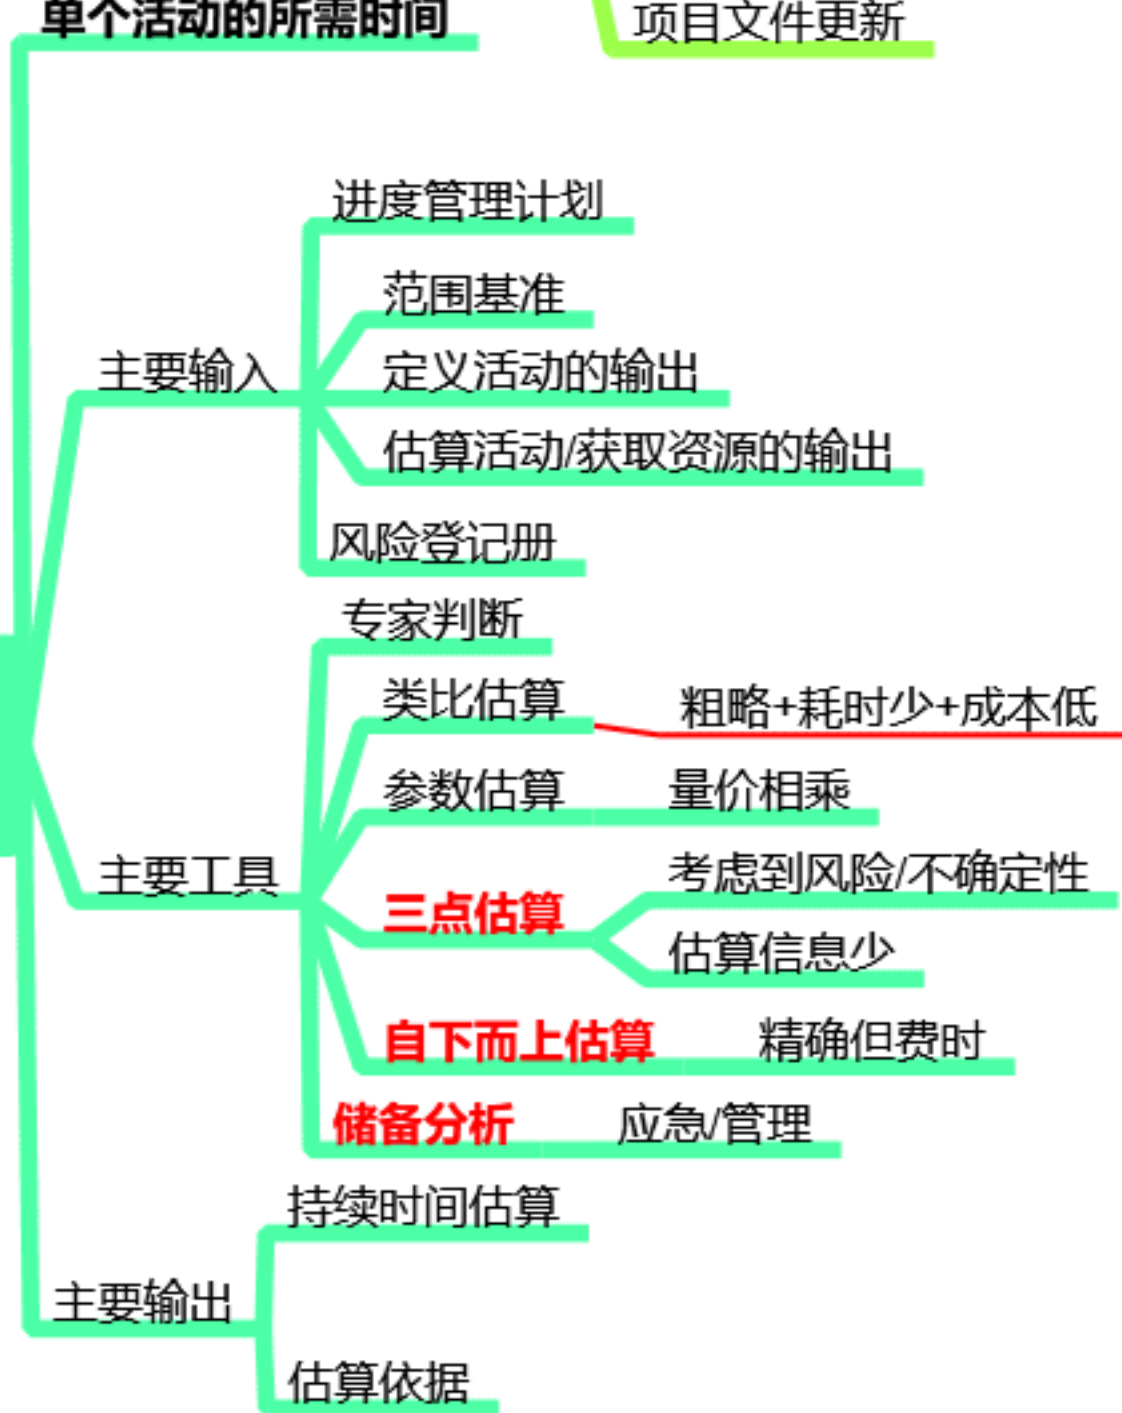 单个活动的所需时间
项目文件更新
主要输入
进度管理计划
范围基准
定义活动的输出
估算活动/获取资源的输出
风险登记册
主要工具
专家判断
类比估算
粗略+耗时少+成本低
参数估算
量价相乘
三点估算
考虑到风险/不确定性
估算信息少
自下而上估算
精确但费时
储备分析
应急/管理
主要输出
持续时间估算
估算依据